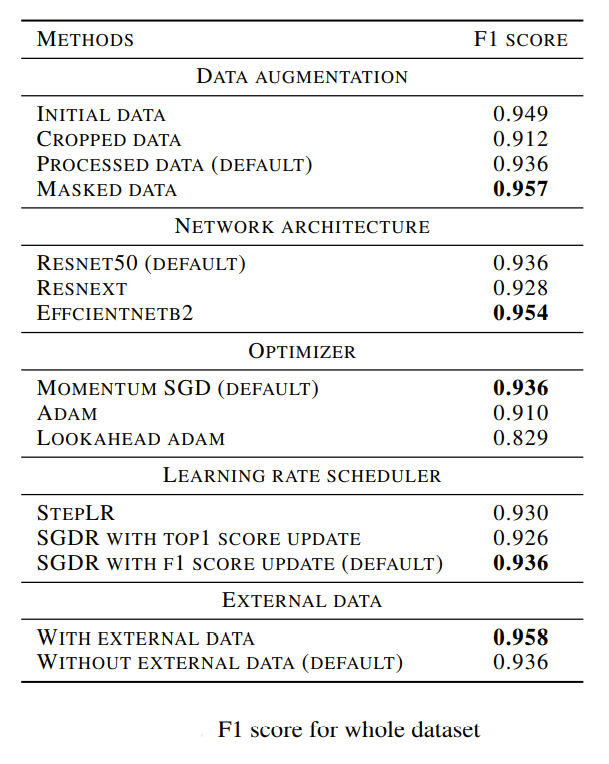 METHODS F1 SCORE
DATA AUGMENTATION
INITIAL DATA 0.949
CROPPED DATA 0.912
PROCESSED DATA (DEFAULT) 0.936
MASKED DATA 0.957
NETWORK ARCHITECTURE
RESNET50 (DEFAULT) 0.936
RESNEXT 0.928
EFFCIENTNETB2 0.954
OPTIMIZER
MOMENTUM SGD (DEFAULT) 0.936
ADAM 0.910
LOOKAHEAD ADAM 0.829
LEARNING RATE SCHEDULER
STEPLR 0.930
SGDR WITH TOP1 SCORE UPDATE 0.926
SGDR WITH F1 SCORE UPDATE (DEFAULT) 0.936
EXTERNAL DATA
WITH EXTERNAL DATA 0.958
WITHOUT EXTERNAL DATA (DEFAULT) 0.936
F1 score for whole dataset